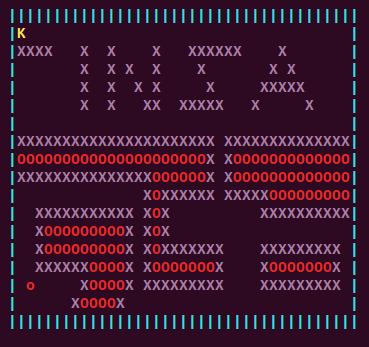 |||||||||||||||||||||||||||||||||||||||
|K                                    |
|XXXX   X  X    X   XXXXXX    X       |
|       X  X X  X    X       X X      |
|       X  X  X X     X     XXXXX     |
|       X  X   XX  XXXXX   X     X    |
|                                     |
|XXXXXXXXXXXXXXXXXXXXXX XXXXXXXXXXXXXX|
|OOOOOOOOOOOOOOOOOOOOOX XOOOOOOOOOOOOO|
|XXXXXXXXXXXXXXXOOOOOOX XOOOOOOOOOOOOO|
|              XOXXXXXX XXXXXOOOOOOOOO|
|  XXXXXXXXXXX XOX          XXXXXXXXXX|
|  XOOOOOOOOOX XOX                    |
|  XOOOOOOOOOX XOXXXXXXX    XXXXXXXXX |
|  XXXXXXOOOOX XOOOOOOOX    XOOOOOOOX |
| o     XOOOOX XXXXXXXXX    XXXXXXXXX |
|      XOOOOX                         |
|||||||||||||||||||||||||||||||||||||||